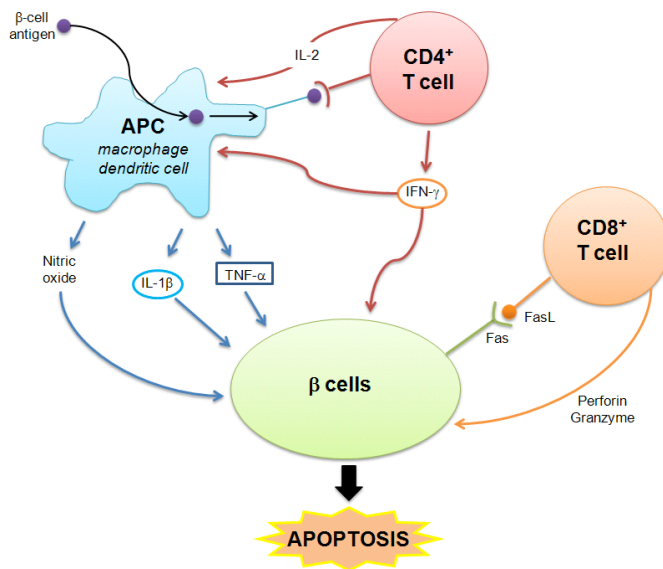 β-cell
antigen
IL-2
CD4⁺
T cell
APC
macrophage
dendritic cell
IFN-γ
CD8⁺
T cell
Nitric
oxide
IL-1β
TNF-α
FasL
Fas
β cells
Perforin
Granzyme
APOPTOSIS